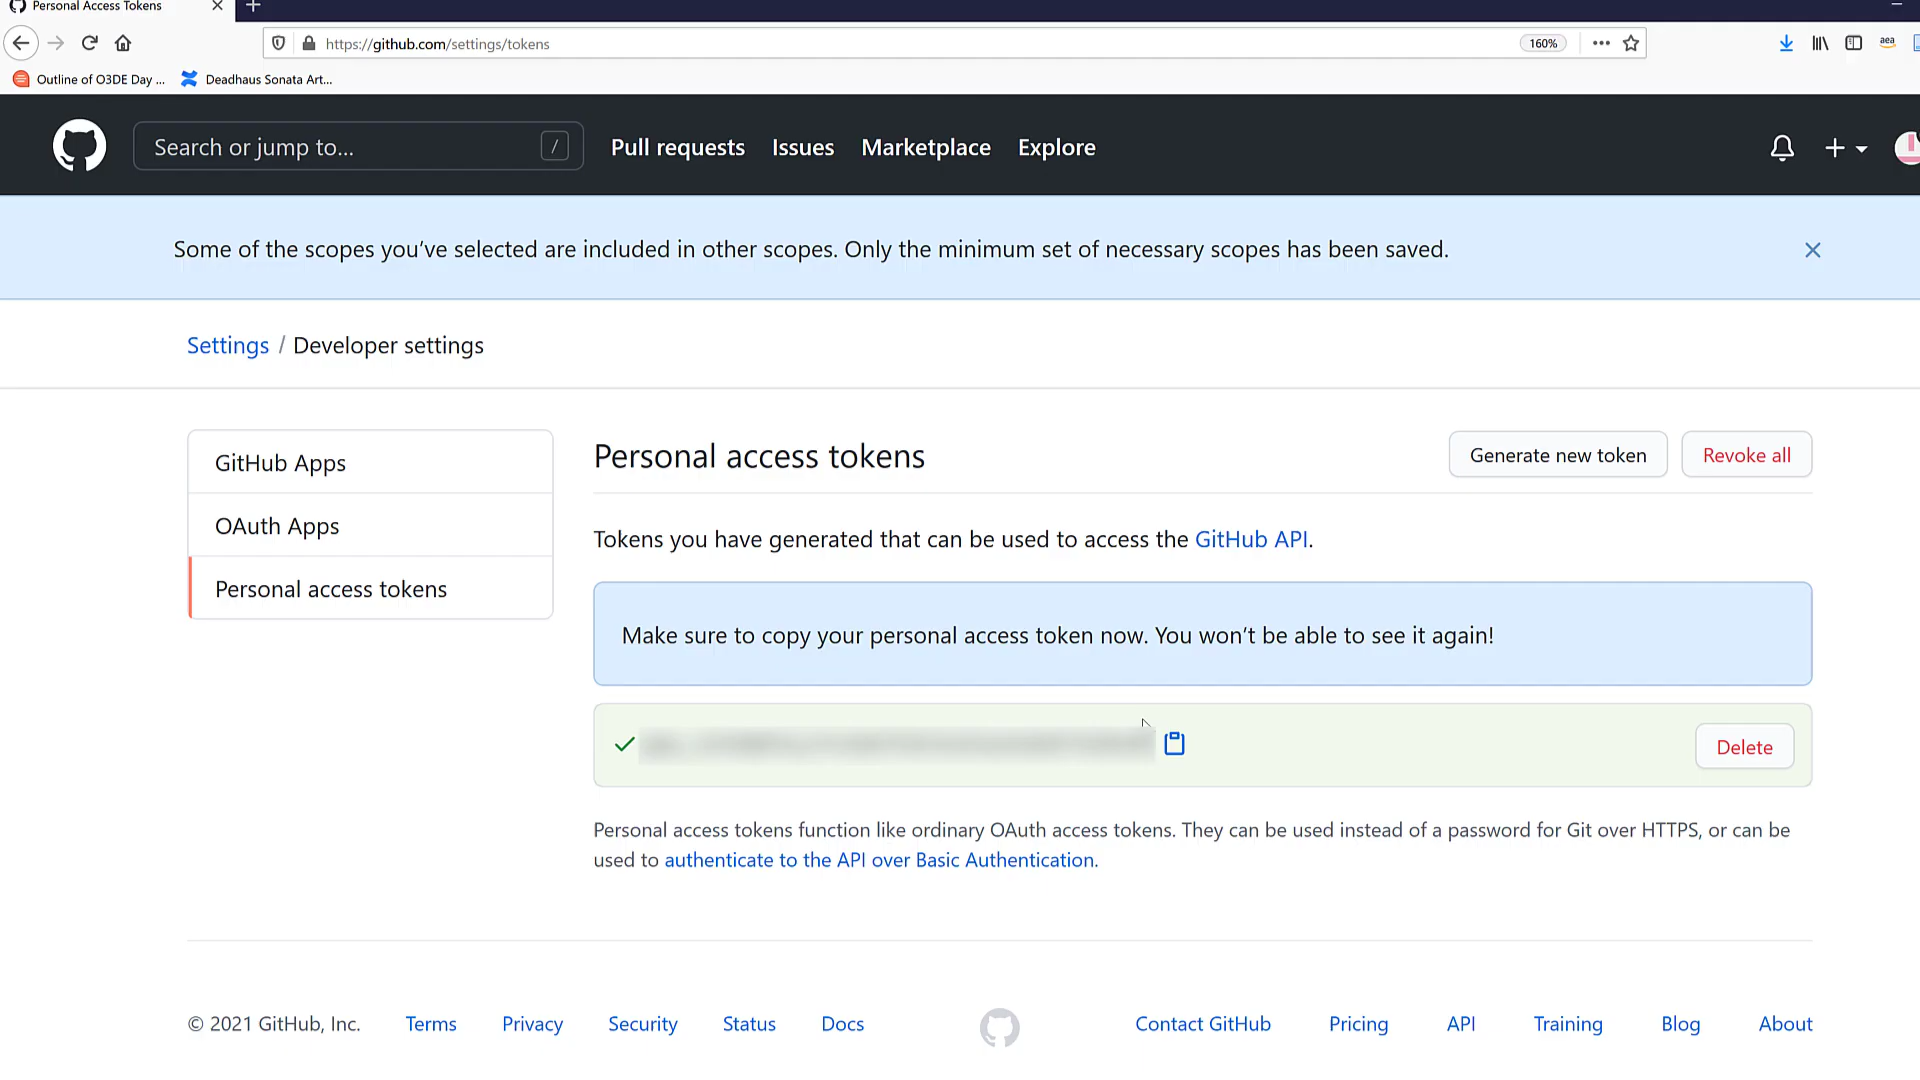 Personal Access Tokens
https://github.com/settings/tokens
160%
aea
Outline of O3DE Day ...
Deadhaus Sonata Art...
Search or jump to...
/
Pull requests
Issues
Marketplace
Explore
Some of the scopes you’ve selected are included in other scopes. Only the minimum set of necessary scopes has been saved.
Settings / Developer settings
GitHub Apps
OAuth Apps
Personal access tokens
Personal access tokens
Generate new token
Revoke all
Tokens you have generated that can be used to access the GitHub API.
Make sure to copy your personal access token now. You won’t be able to see it again!
Delete
Personal access tokens function like ordinary OAuth access tokens. They can be used instead of a password for Git over HTTPS, or can be
used to authenticate to the API over Basic Authentication.
© 2021 GitHub, Inc.
Terms
Privacy
Security
Status
Docs
Contact GitHub
Pricing
API
Training
Blog
About